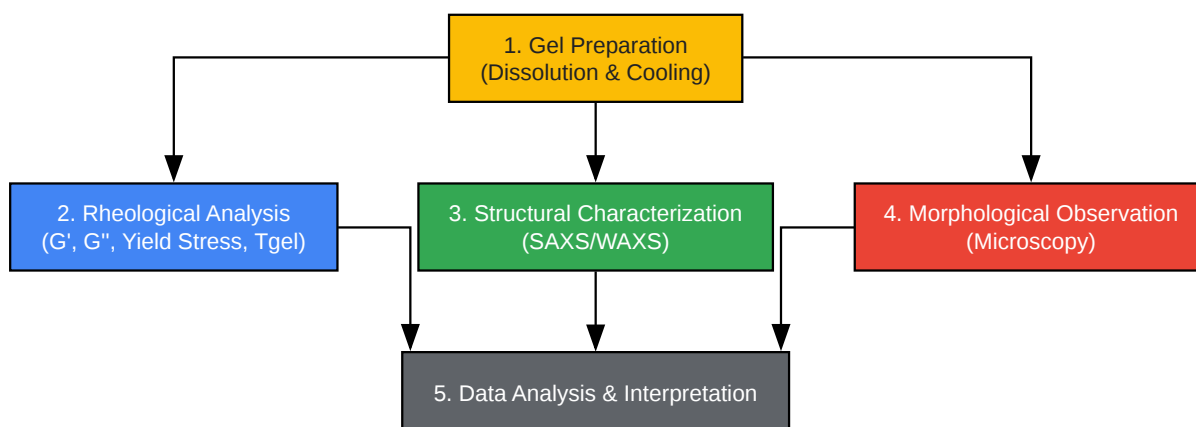 1. Gel Preparation
(Dissolution & Cooling)
2. Rheological Analysis
(G', G'', Yield Stress, Tgel)
3. Structural Characterization
(SAXS/WAXS)
4. Morphological Observation
(Microscopy)
5. Data Analysis & Interpretation